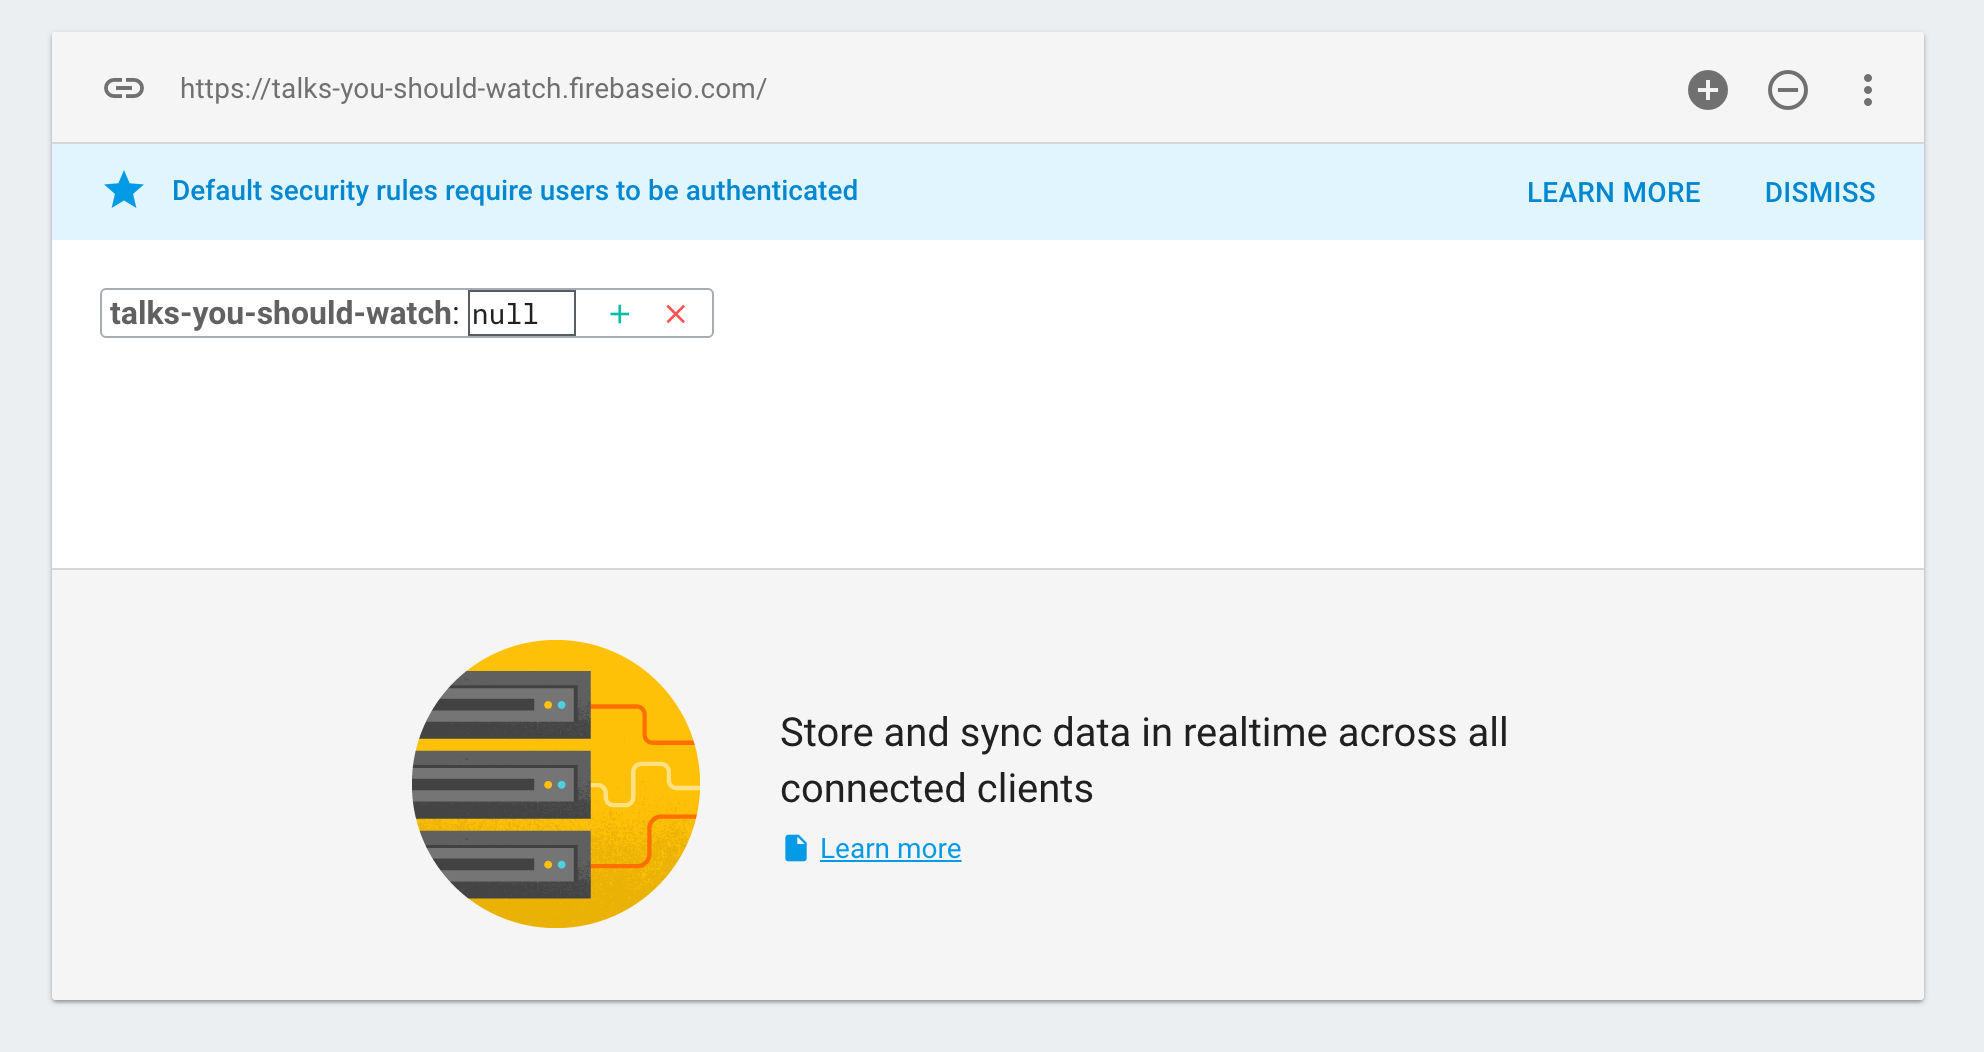 https://talks-you-should-watch.firebaseio.com/
Default security rules require users to be authenticated LEARN MORE DISMISS
talks-you-should-watch: null
Store and sync data in realtime across all
connected clients
Learn more